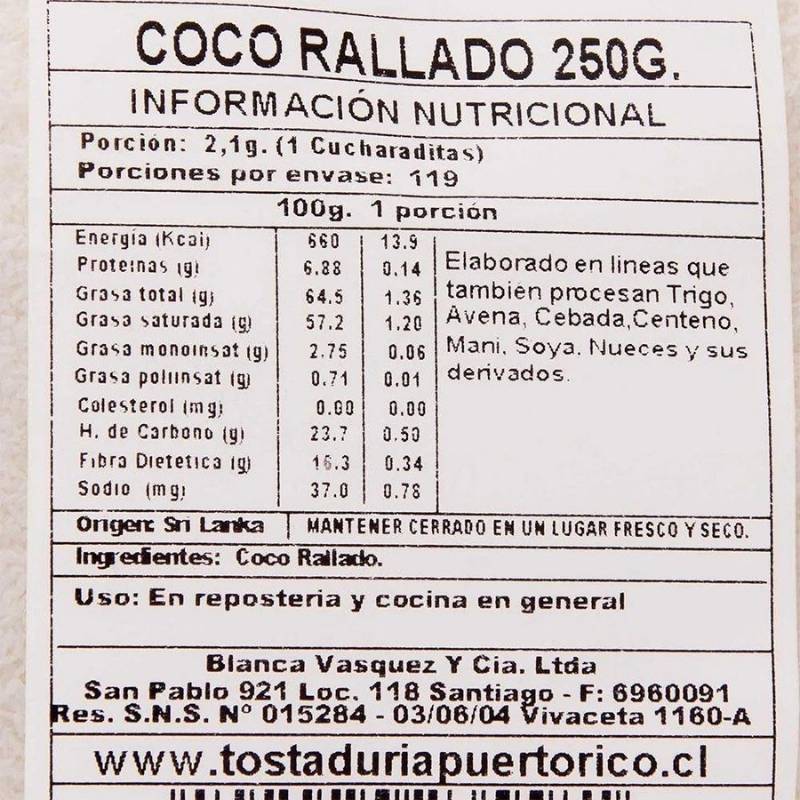 COCO RALLADO 250G.
INFORMACIÓN NUTRICIONAL
Porción: 2,1g. (1 Cucharaditas)
Porciones por envase: 119
100g. 1 porción
Energía (Kcal) 660 13.9
Proteinas (g) 6.88 0.14
Grasa total (g) 64.5 1.36
Grasa saturada (g) 57.2 1.20
Grasa monoinsat (g) 2.75 0.06
Grasa poliinsat (g) 0.71 0.01
Colesterol (mg) 0.00 0.00
H. de Carbono (g) 23.7 0.50
Fibra Dietetica (g) 16.3 0.34
Sodio (mg) 37.0 0.78
Elaborado en lineas que
tambien procesan Trigo,
Avena, Cebada,Centeno,
Mani, Soya, Nueces y sus
derivados.
Origen: Sri Lanka MANTENER CERRADO EN UN LUGAR FRESCO Y SECO.
Ingredientes: Coco Rallado.
Uso: En reposteria y cocina en general
Blanca Vasquez Y Cia. Ltda
San Pablo 921 Loc. 118 Santiago - F: 6960091
Res. S.N.S. Nº 015284 - 03/06/04 Vivaceta 1160-A
www.tostaduriapuertorico.cl